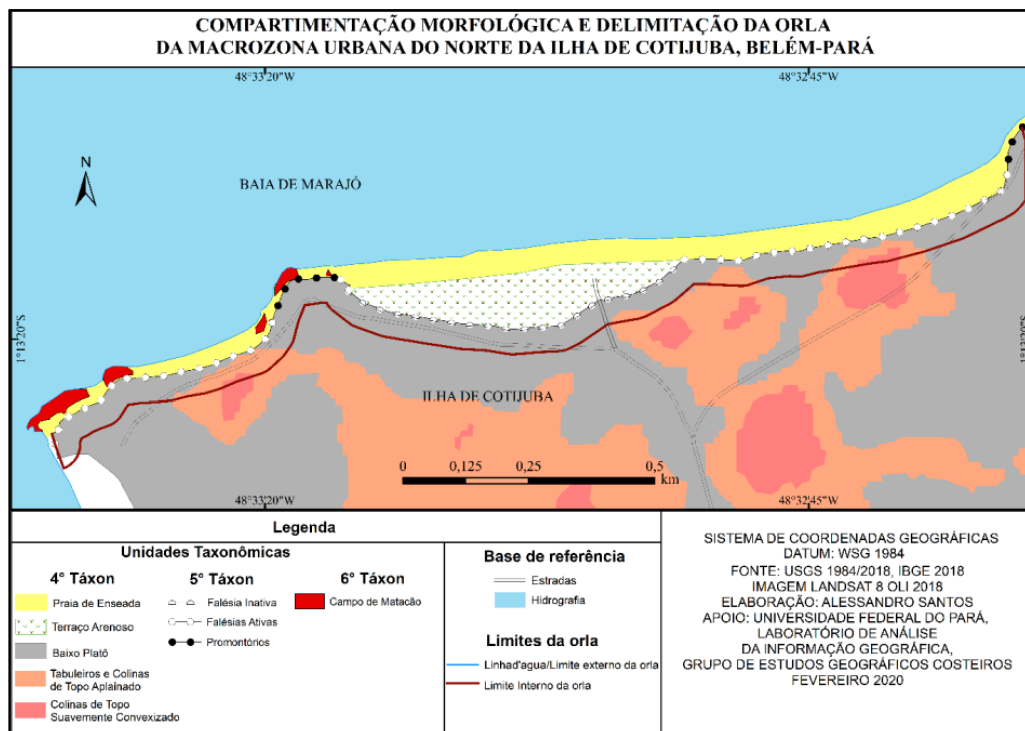 COMPARTIMENTAÇÃO MORFOLÓGICA E DELIMITAÇÃO DA ORLA
DA MACROZONA URBANA DO NORTE DA ILHA DE COTIJUBA, BELÉM-PARÁ
48°33'20"W
48°32'45"W
N
BAIA DE MARAJÓ
1°13'20"S
1°13'20"S
ILHA DE COTIJUBA
0 0,125 0,25 0,5
km
48°33'20"W
48°32'45"W
Legenda
Unidades Taxonômicas
4° Táxon
Praia de Enseada
Terraço Arenoso
Baixo Platô
Tabuleiros e Colinas
de Topo Aplainado
Colinas de Topo
Suavemente Convexizado
5° Táxon
Falésia Inativa
Falésias Ativas
Promontórios
6° Táxon
Campo de Matacão
Base de referência
Estradas
Hidrografia
Limites da orla
Linhad'agua/Limite externo da orla
Limite Interno da orla
SISTEMA DE COORDENADAS GEOGRÁFICAS
DATUM: WSG 1984
FONTE: USGS 1984/2018, IBGE 2018
IMAGEM LANDSAT 8 OLI 2018
ELABORAÇÃO: ALESSANDRO SANTOS
APOIO: UNIVERSIDADE FEDERAL DO PARÁ,
LABORATÓRIO DE ANÁLISE
DA INFORMAÇÃO GEOGRÁFICA,
GRUPO DE ESTUDOS GEOGRÁFICOS COSTEIROS
FEVEREIRO 2020